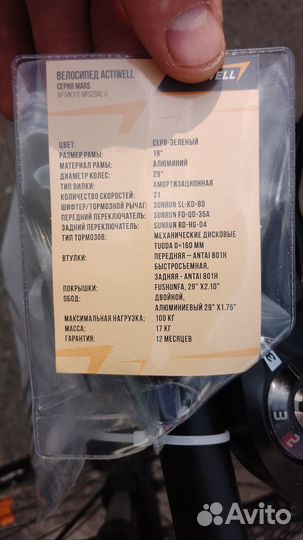 ВЕЛОСИПЕД ACTIWELL
СЕРИЯ MARS
WELL
ЦВЕТ: СЕРО-ЗЕЛЕНЫЙ
РАЗМЕР РАМЫ: 19"
МАТЕРИАЛ РАМЫ: АЛЮМИНИЙ
ДИАМЕТР КОЛЕС: 29"
ТИП ВИЛКИ: АМОРТИЗАЦИОННАЯ
КОЛИЧЕСТВО СКОРОСТЕЙ: 21
ШИФТЕР/ТОРМОЗНОЙ РЫЧАГ: SUNRUN SL-KD-80
ПЕРЕДНИЙ ПЕРЕКЛЮЧАТЕЛЬ: SUNRUN FD-QD-35A
ЗАДНИЙ ПЕРЕКЛЮЧАТЕЛЬ: SUNRUN RD-HG-04
ТИП ТОРМОЗОВ: МЕХАНИЧЕСКИЕ ДИСКОВЫЕ
TUODA D=160 ММ
ВТУЛКИ: ПЕРЕДНЯЯ – ANTAI 801H
БЫСТРОСЪЕМНАЯ,
ЗАДНЯЯ - ANTAI 801H
ПОКРЫШКИ: FUSHUNFA, 29" X2.10"
ОБОД: ДВОЙНОЙ,
АЛЮМИНИЕВЫЙ 29" X1.75"
МАКСИМАЛЬНАЯ НАГРУЗКА: 100 КГ
МАССА: 17 КГ
ГАРАНТИЯ: 12 МЕСЯЦЕВ
3
Avito